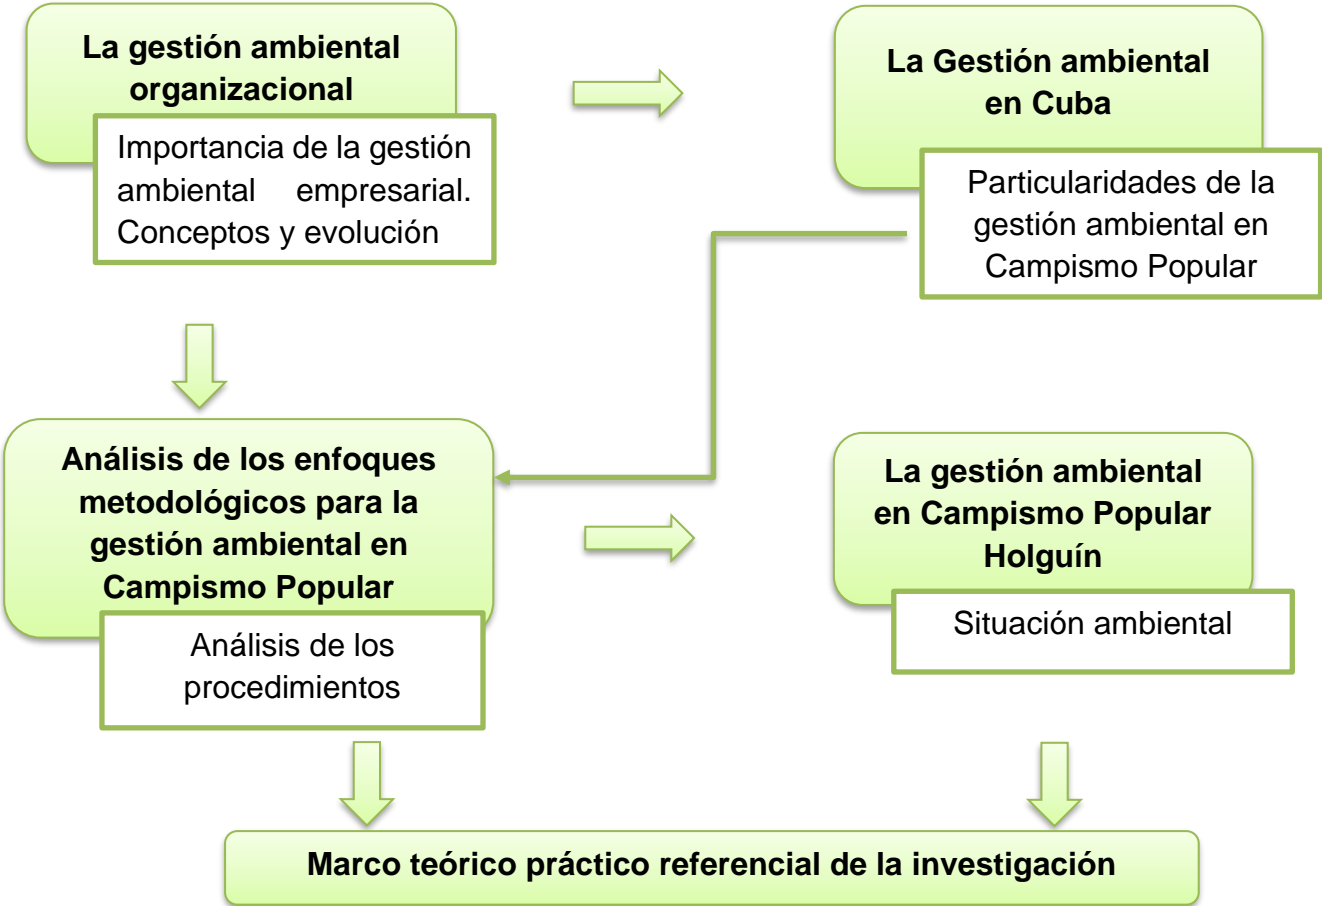 La gestión ambiental
organizacional
Importancia de la gestión
ambiental empresarial.
Conceptos y evolución
La Gestión ambiental
en Cuba
Particularidades de la
gestión ambiental en
Campismo Popular
Análisis de los enfoques
metodológicos para la
gestión ambiental en
Campismo Popular
Análisis de los
procedimientos
La gestión ambiental
en Campismo Popular
Holguín
Situación ambiental
Marco teórico práctico referencial de la investigación